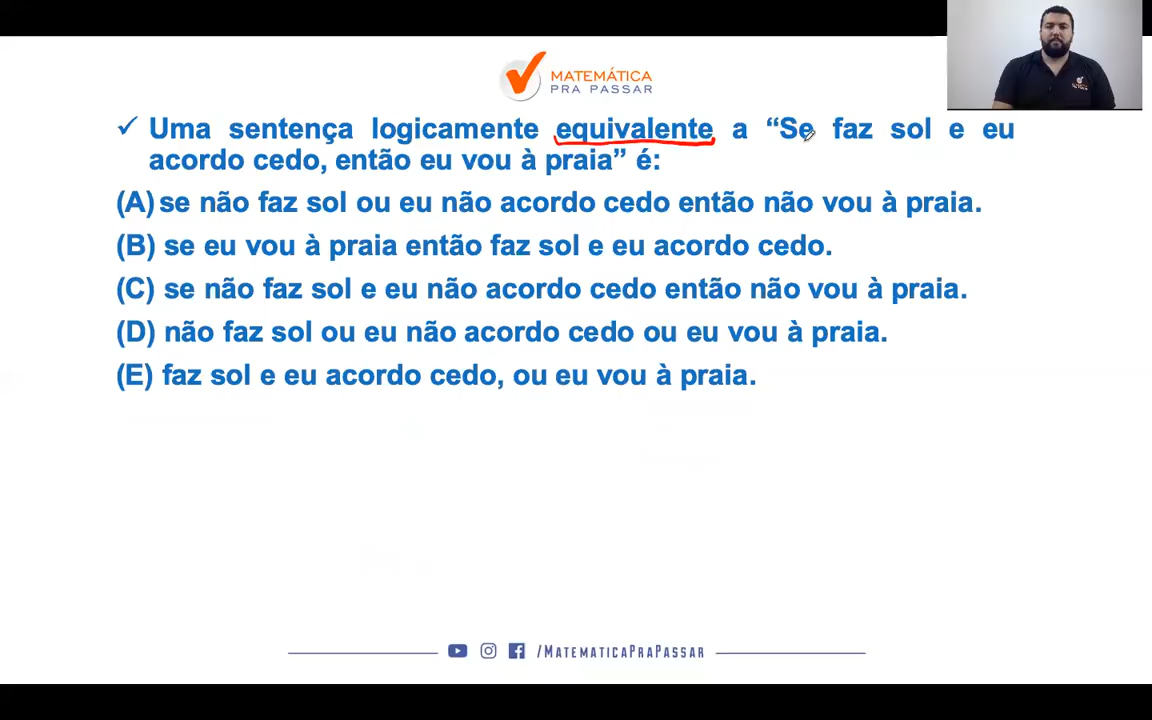 MATEMÁTICA
PRA PASSAR
✓ Uma sentença logicamente equivalente a “Se faz sol e eu
acordo cedo, então eu vou à praia” é:
(A) se não faz sol ou eu não acordo cedo então não vou à praia.
(B) se eu vou à praia então faz sol e eu acordo cedo.
(C) se não faz sol e eu não acordo cedo então não vou à praia.
(D) não faz sol ou eu não acordo cedo ou eu vou à praia.
(E) faz sol e eu acordo cedo, ou eu vou à praia.
/MATEMATICAPRAPASSAR